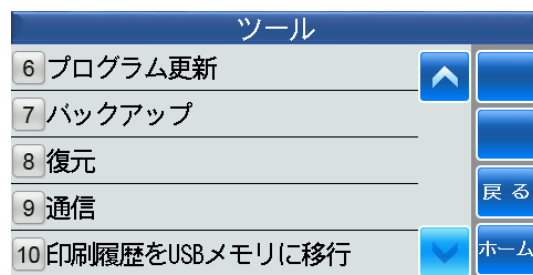 ツール
6 プログラム更新
7 バックアップ
8 復元
9 通信
戻る
10 印刷履歴をUSBメモリに移行
ホーム